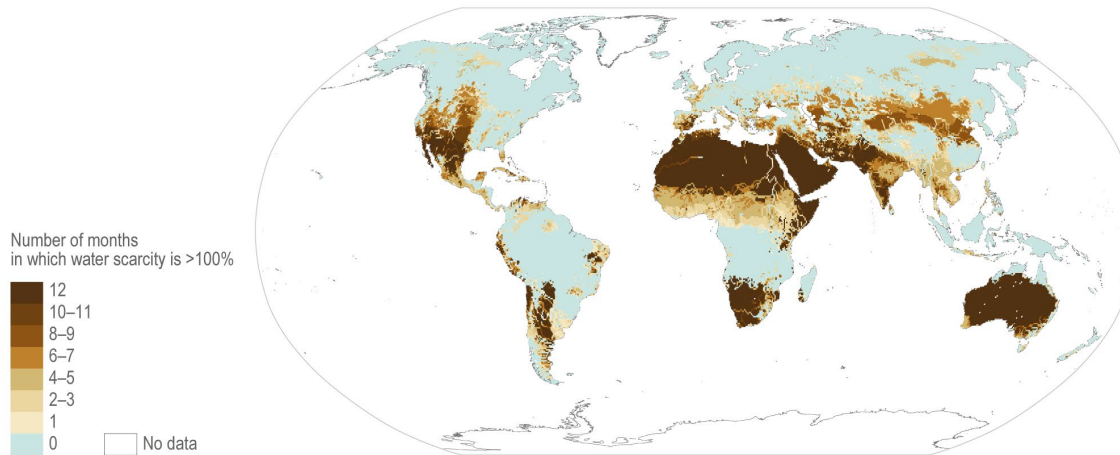 Number of months
in which water scarcity is >100%
12
10–11
8–9
6–7
4–5
2–3
1
0
No data